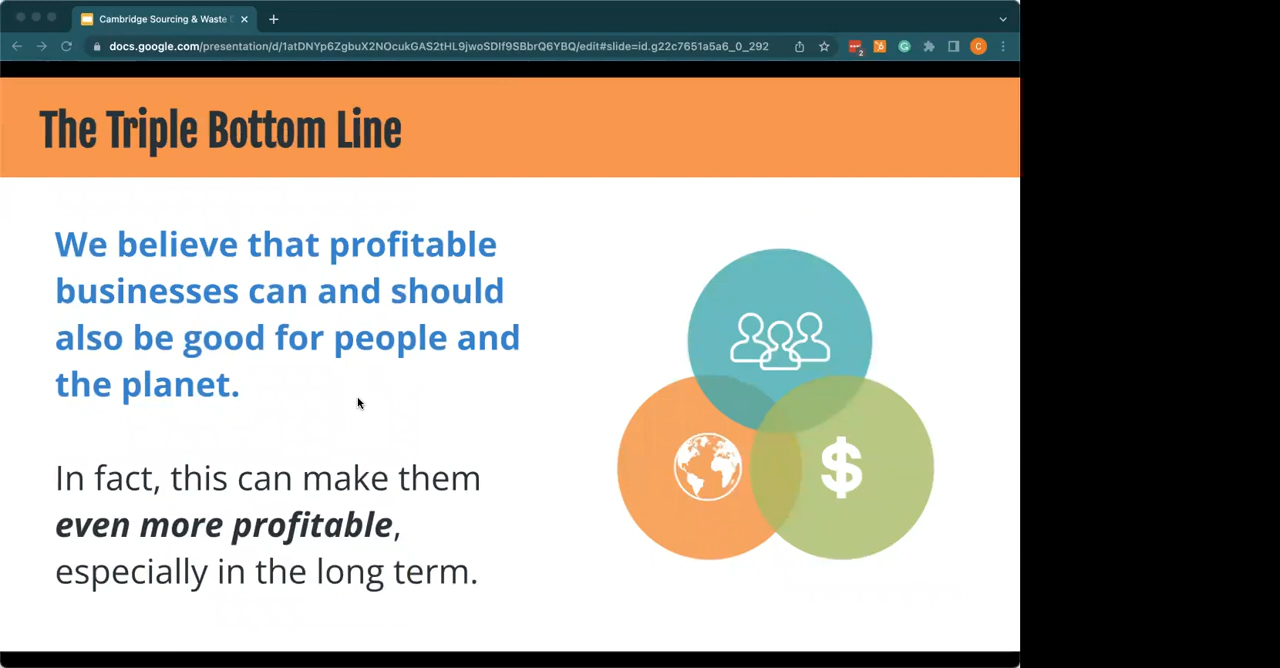 Cambridge Sourcing & Waste
docs.google.com/presentation/d/1atDNYp6ZgbuX2NOcukGAS2tHL9jwoSDIf9SBbrQ6YBQ/edit#slide=id.g22c7651a5a6_0_292
2
C
The Triple Bottom Line
We believe that profitable
businesses can and should
also be good for people and
the planet.
In fact, this can make them
even more profitable,
especially in the long term.
$